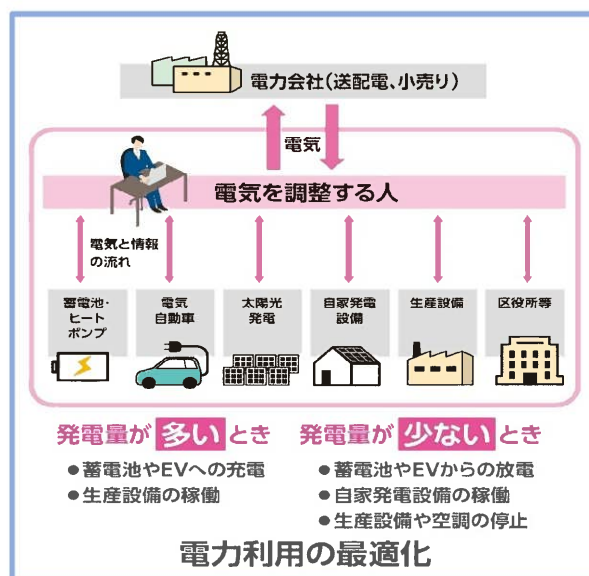 電力会社(送配電、小売り)
電気
電気を調整する人
電気と情報
の流れ
蓄電池・
ヒート
ポンプ
電気
自動車
太陽光
発電
自家発電
設備
生産設備
区役所等
発電量が多いとき
●蓄電池やEVへの充電
●生産設備の稼働
発電量が少ないとき
●蓄電池やEVからの放電
●自家発電設備の稼働
●生産設備や空調の停止
電力利用の最適化